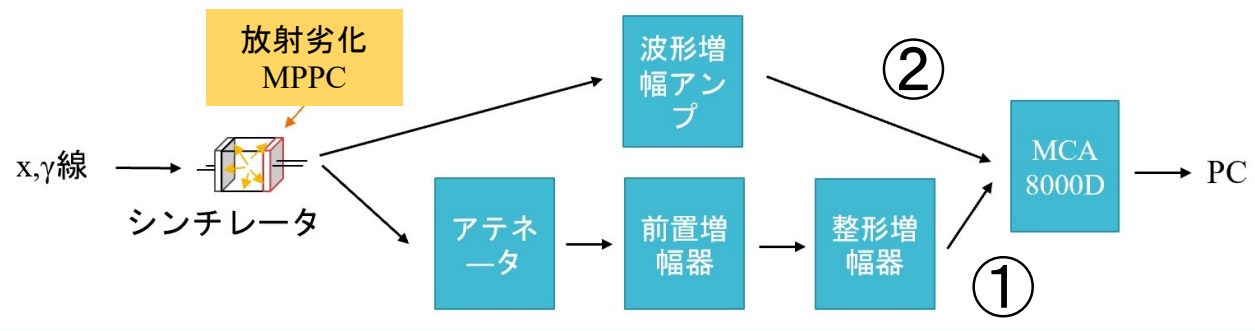 放射劣化
MPPC
x,γ線
シンチレータ
波形増
幅アン
プ
②
アテネ
―タ
前置増
幅器
整形増
幅器
①
MCA
8000D
PC